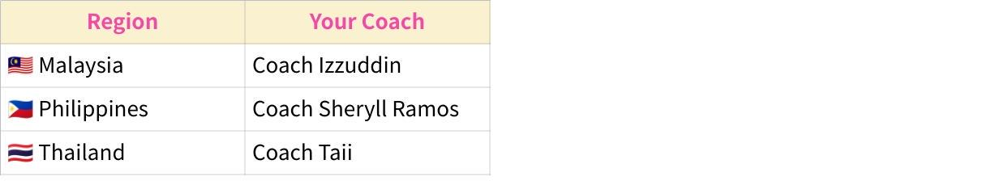 Region Your Coach
🇲🇾 Malaysia Coach Izzuddin
🇵🇭 Philippines Coach Sheryll Ramos
🇹🇭 Thailand Coach Taii